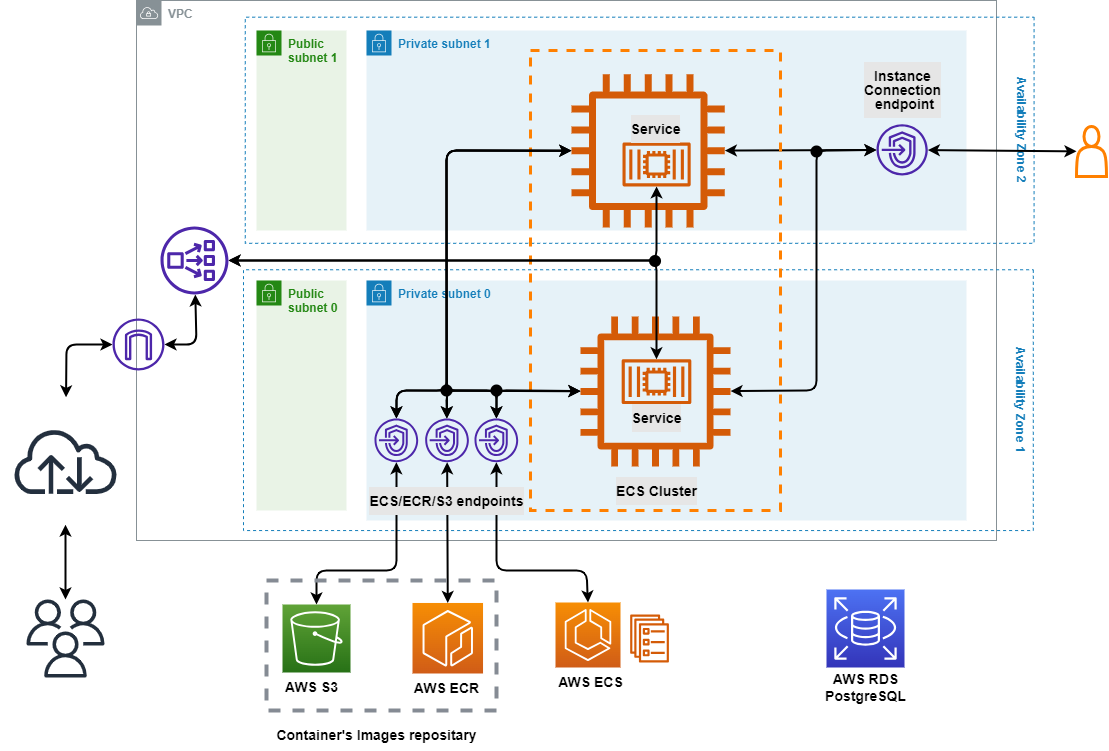 VPC
Public
subnet 1
Private subnet 1
Instance
Connection
endpoint
Service
Availability Zone 2
Public
subnet 0
Private subnet 0
Service
Availability Zone 1
ECS Cluster
ECS/ECR/S3 endpoints
AWS S3
AWS ECR
AWS ECS
AWS RDS
PostgreSQL
Container's Images repositary